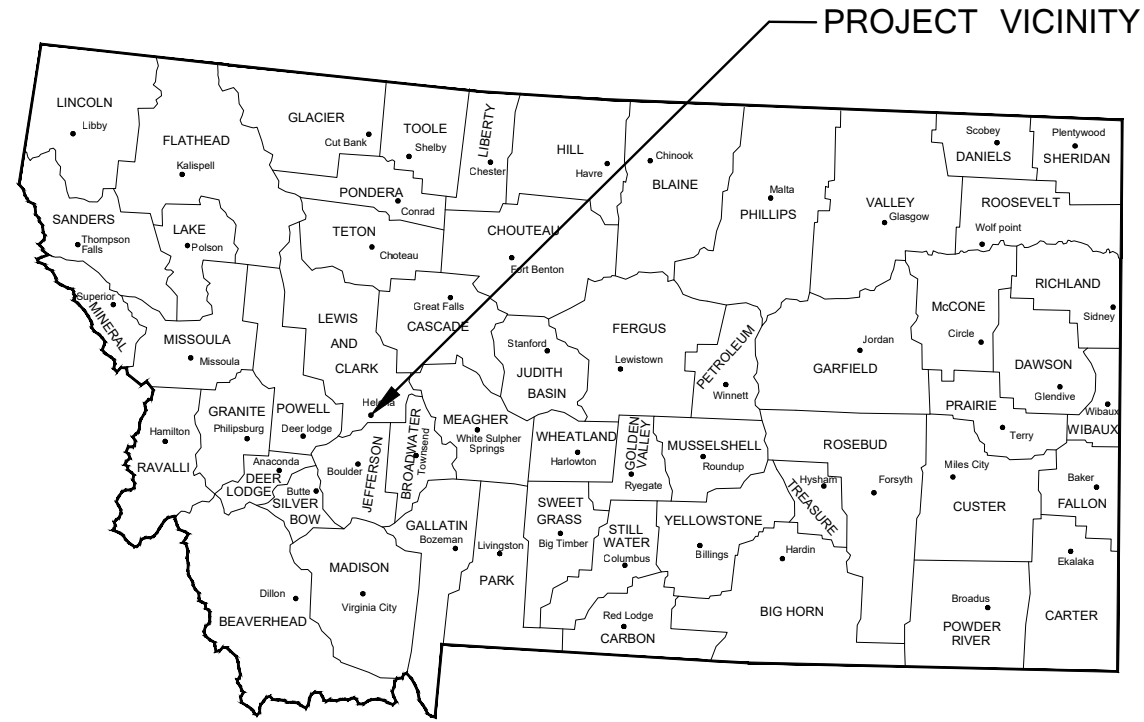 PROJECT VICINITY
LINCOLN
Libby
FLATHEAD
Kalispell
GLACIER
Cut Bank
TOOLE
Shelby
LIBERTY
Chester
HILL
Havre
Chinook
BLAINE
Malta
PHILLIPS
VALLEY
Glasgow
Scobey
DANIELS
Plentywood
SHERIDAN
ROOSEVELT
Wolf point
PONDERA
Conrad
SANDERS
Thompson
Falls
LAKE
Polson
TETON
Choteau
CHOUTEAU
Fort Benton
RICHLAND
Sidney
Superior
MINERAL
MISSOULA
Missoula
LEWIS
AND
CLARK
Helena
Great Falls
CASCADE
Stanford
JUDITH
BASIN
FERGUS
Lewistown
PETROLEUM
Winnett
Jordan
GARFIELD
McCONE
Circle
DAWSON
Glendive
Wibaux
WIBAUX
PRAIRIE
Terry
Hamilton
RAVALLI
GRANITE
Philipsburg
POWELL
Deer lodge
Anaconda
DEER
LODGE
Butte
SILVER
BOW
Boulder
JEFFERSON
BROADWATER
Townsend
MEAGHER
White Sulpher
Springs
WHEATLAND
Harlowton
GOLDEN
VALLEY
Ryegate
MUSSELSHELL
Roundup
ROSEBUD
Forsyth
Hysham
TREASURE
Miles City
CUSTER
Baker
FALLON
Ekalaka
CARTER
GALLATIN
Bozeman
Livingston
PARK
SWEET
GRASS
Big Timber
STILL
WATER
Columbus
YELLOWSTONE
Billings
Hardin
BIG HORN
Broadus
POWDER
RIVER
MADISON
Virginia City
Dillon
BEAVERHEAD
Red Lodge
CARBON